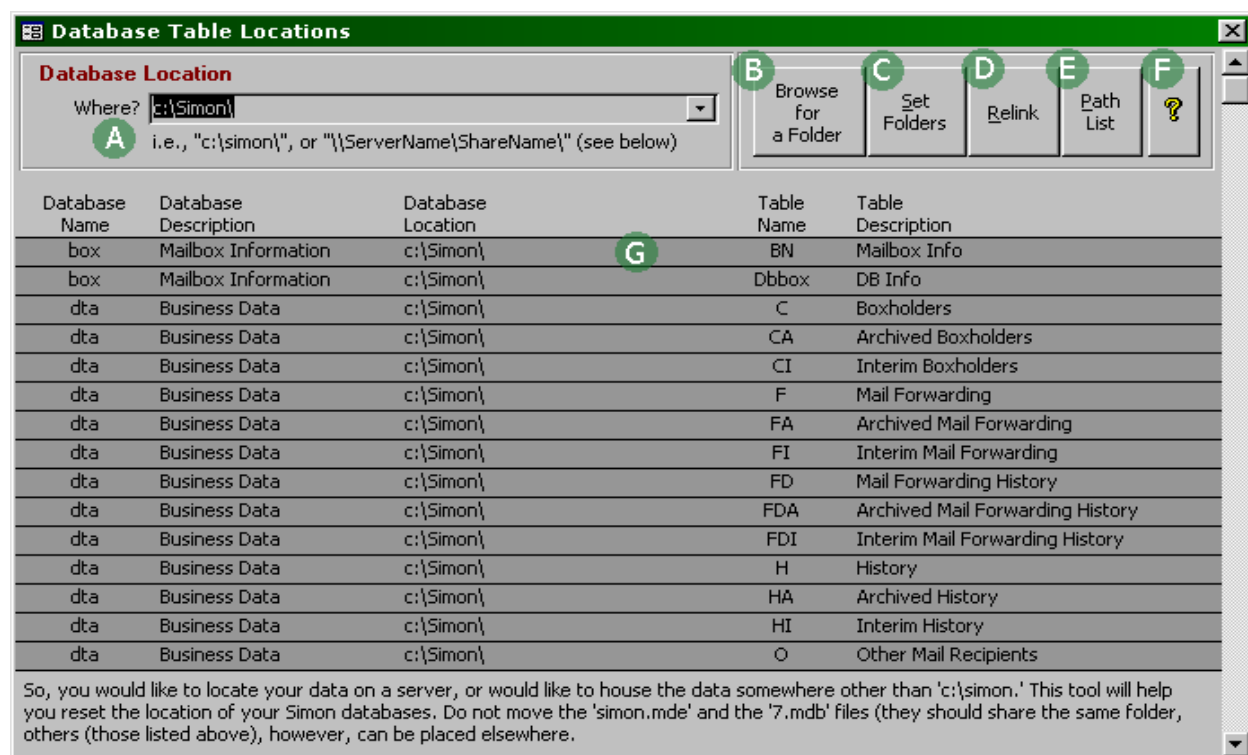 Database Table Locations
Database Location
Where? c:\Simon\
A
i.e., "c:\simon\", or "\\ServerName\ShareName\" (see below)
B
Browse
for
a Folder
C
Set
Folders
D
Relink
E
Path
List
F
?
Database Database Database Table Table
Name Description Location Name Description
box Mailbox Information c:\Simon\ G BN Mailbox Info
box Mailbox Information c:\Simon\ Dbbox DB Info
dta Business Data c:\Simon\ C Boxholders
dta Business Data c:\Simon\ CA Archived Boxholders
dta Business Data c:\Simon\ CI Interim Boxholders
dta Business Data c:\Simon\ F Mail Forwarding
dta Business Data c:\Simon\ FA Archived Mail Forwarding
dta Business Data c:\Simon\ FI Interim Mail Forwarding
dta Business Data c:\Simon\ FD Mail Forwarding History
dta Business Data c:\Simon\ FDA Archived Mail Forwarding History
dta Business Data c:\Simon\ FDI Interim Mail Forwarding History
dta Business Data c:\Simon\ H History
dta Business Data c:\Simon\ HA Archived History
dta Business Data c:\Simon\ HI Interim History
dta Business Data c:\Simon\ O Other Mail Recipients
So, you would like to locate your data on a server, or would like to house the data somewhere other than 'c:\simon.' This tool will help
you reset the location of your Simon databases. Do not move the 'simon.mde' and the '7.mdb' files (they should share the same folder,
others (those listed above), however, can be placed elsewhere.